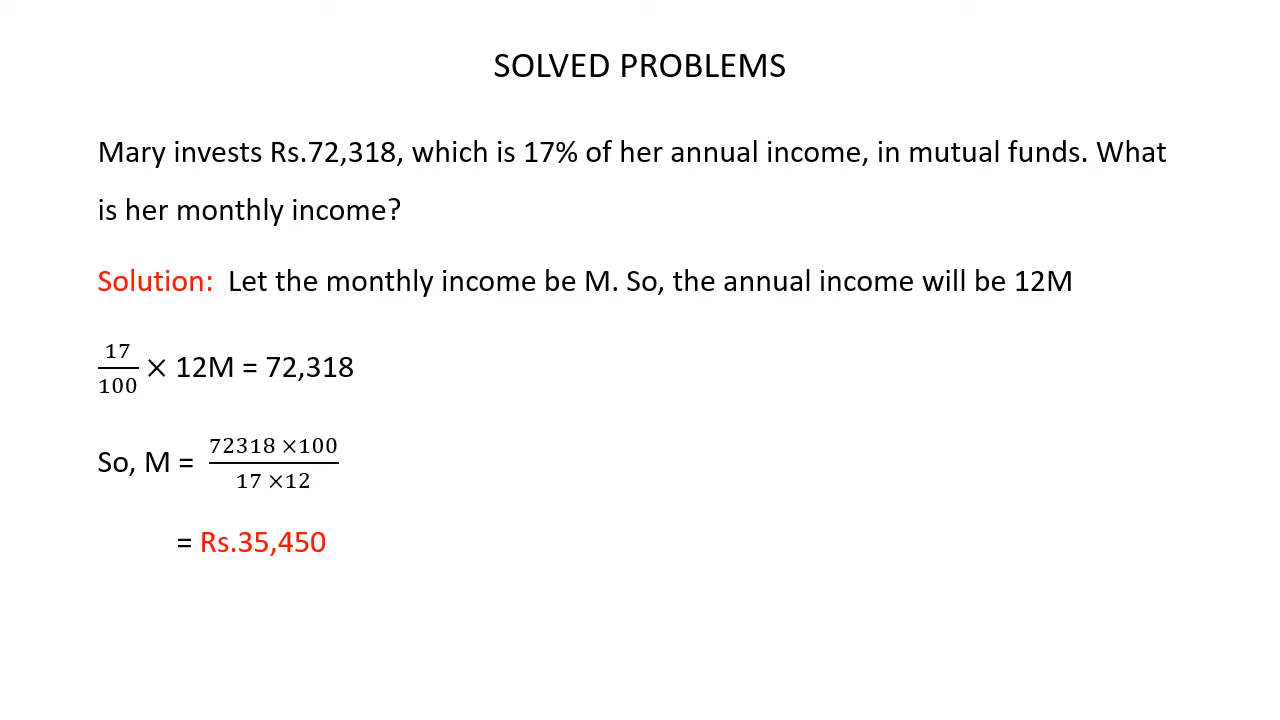 SOLVED PROBLEMS
Mary invests Rs.72,318, which is 17% of her annual income, in mutual funds. What
is her monthly income?
Solution: Let the monthly income be M. So, the annual income will be 12M
17/100 × 12M = 72,318
So, M = 72318 ×100/17 ×12
= Rs.35,450